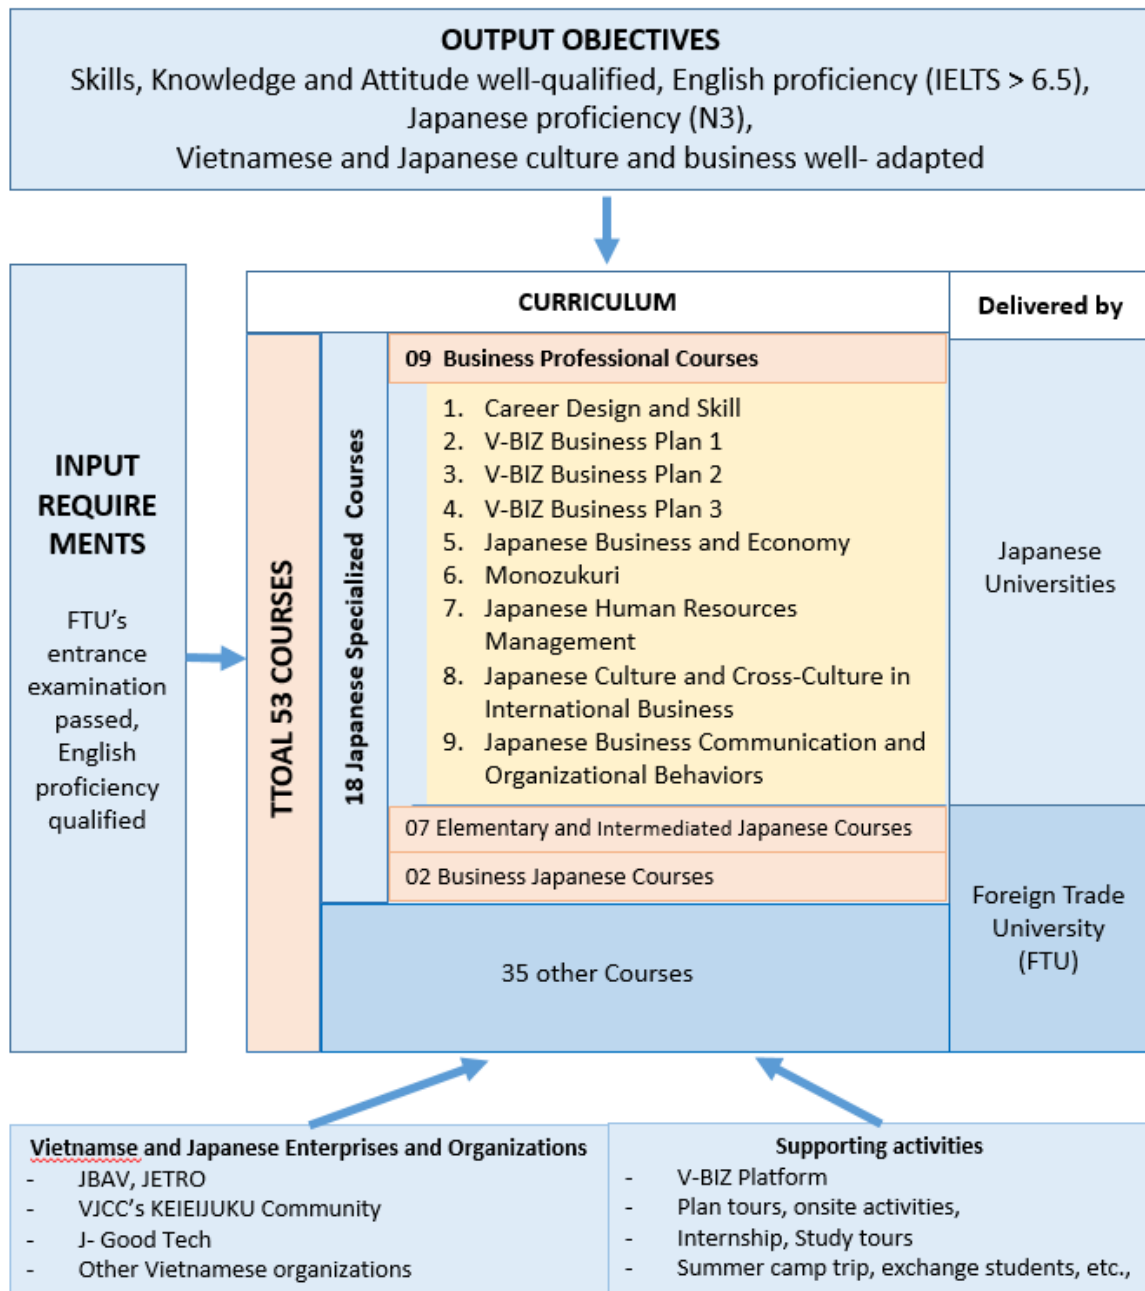 OUTPUT OBJECTIVES
Skills, Knowledge and Attitude well-qualified, English proficiency (IELTS > 6.5),
Japanese proficiency (N3),
Vietnamese and Japanese culture and business well- adapted
INPUT
REQUIRE
MENTS
FTU’s
entrance
examination
passed,
English
proficiency
qualified
CURRICULUM
Delivered by
TTOAL 53 COURSES
18 Japanese Specialized Courses
09 Business Professional Courses
1. Career Design and Skill
2. V-BIZ Business Plan 1
3. V-BIZ Business Plan 2
4. V-BIZ Business Plan 3
5. Japanese Business and Economy
6. Monozukuri
7. Japanese Human Resources
Management
8. Japanese Culture and Cross-Culture in
International Business
9. Japanese Business Communication and
Organizational Behaviors
07 Elementary and Intermediated Japanese Courses
02 Business Japanese Courses
35 other Courses
Japanese
Universities
Foreign Trade
University
(FTU)
Vietnamse and Japanese Enterprises and Organizations
- JBAV, JETRO
- VJCC’s KEIEIJUKU Community
- J- Good Tech
- Other Vietnamese organizations
Supporting activities
- V-BIZ Platform
- Plan tours, onsite activities,
- Internship, Study tours
- Summer camp trip, exchange students, etc.,